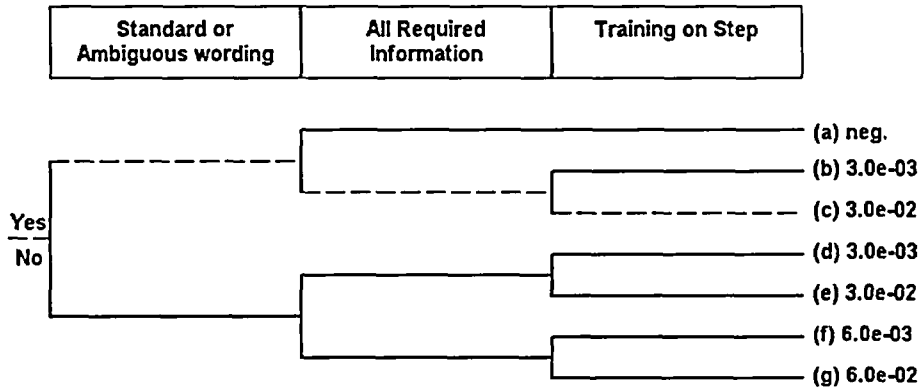 Standard or
Ambiguous wording
All Required
Information
Training on Step
(a) neg.
(b) 3.0e-03
(c) 3.0e-02
Yes
No
(d) 3.0e-03
(e) 3.0e-02
(f) 6.0e-03
(g) 6.0e-02